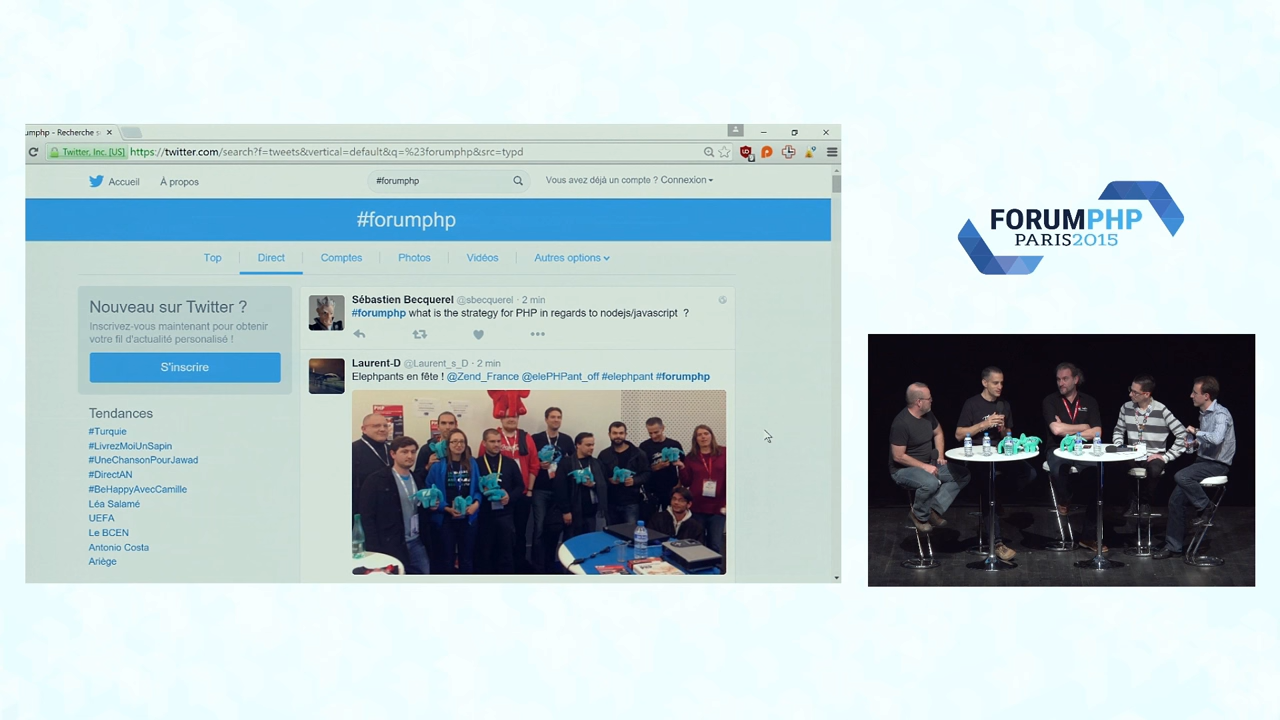 umphp - Recherche s
Twitter, Inc. [US] https://twitter.com/search?f=tweets&vertical=default&q=%23forumphp&src=typd
Accueil
À propos
#forumphp
Vous avez déjà un compte ? Connexion
#forumphp
Top
Direct
Comptes
Photos
Vidéos
Autres options
Nouveau sur Twitter ?
Inscrivez-vous maintenant pour obtenir
votre fil d'actualité personalisé !
S'inscrire
Tendances
#Turquie
#LivrezMoiUnSapin
#UneChansonPourJawad
#DirectAN
#BeHappyAvecCamille
Léa Salamé
UEFA
Le BCEN
Antonio Costa
Ariège
Sébastien Becquerel @sbecquerel · 2 min
#forumphp what is the strategy for PHP in regards to nodejs/javascript ?
Laurent-D @Laurent_s_D · 2 min
Elephpants en fête ! @Zend_France @elePHPant_off #elephpant #forumphp
FORUMPHP
PARIS2015